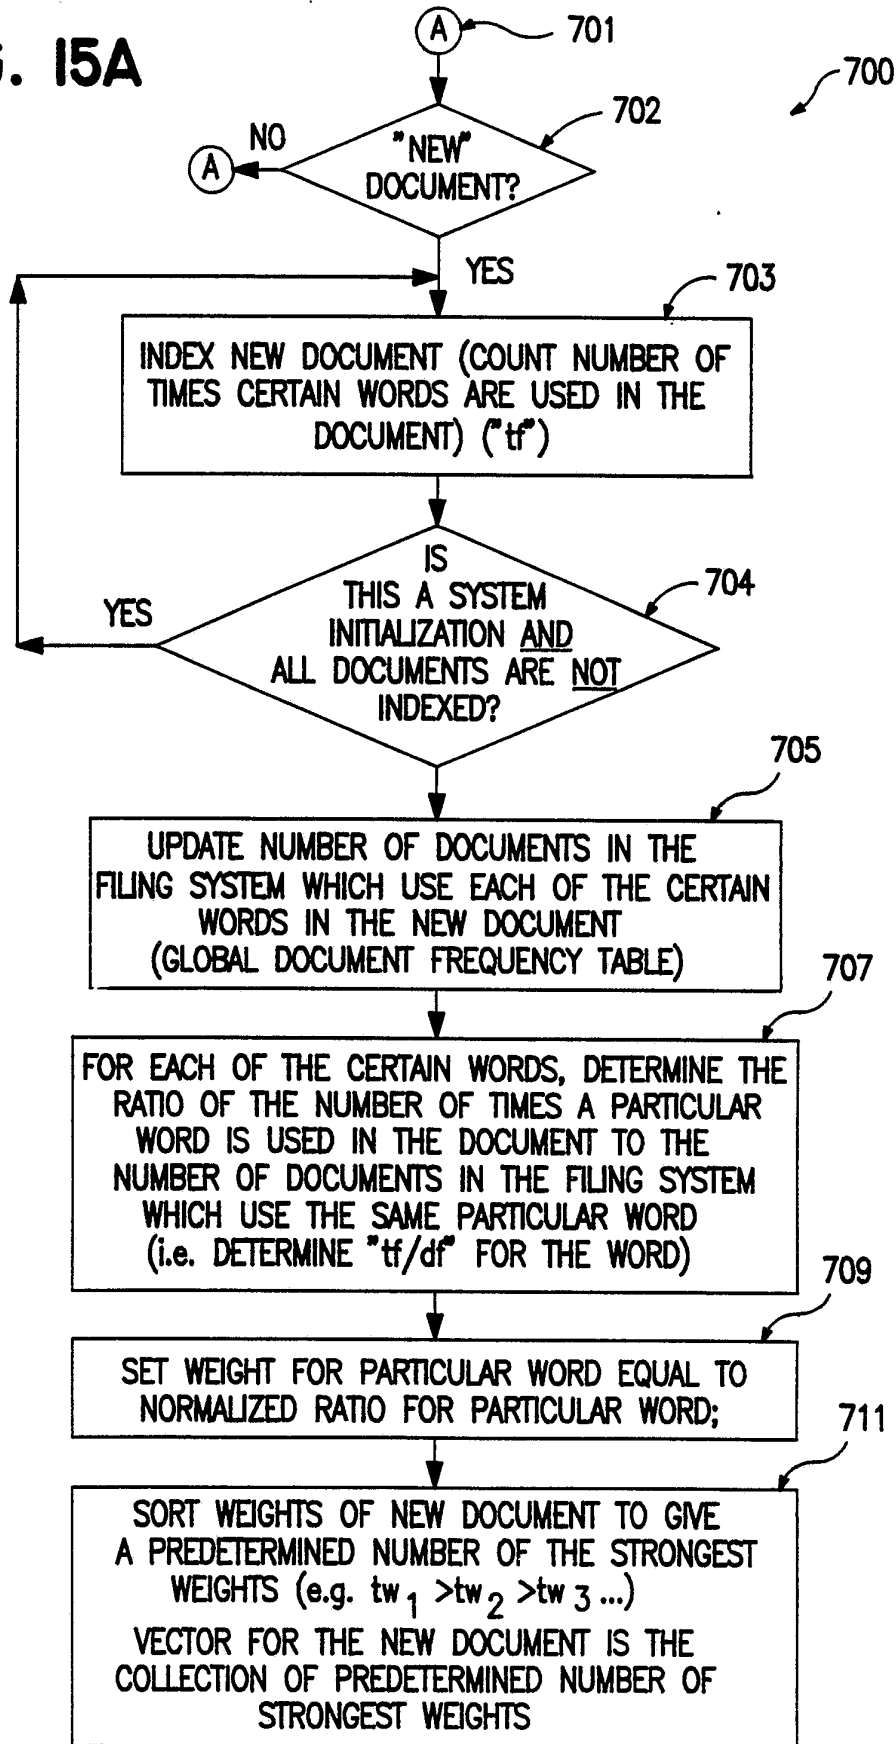 . 15A
A
701
700
702
"NEW"
DOCUMENT?
NO
A
YES
703
INDEX NEW DOCUMENT (COUNT NUMBER OF
TIMES CERTAIN WORDS ARE USED IN THE
DOCUMENT) ("tf")
IS
THIS A SYSTEM
INITIALIZATION AND
ALL DOCUMENTS ARE NOT
INDEXED?
704
YES
705
UPDATE NUMBER OF DOCUMENTS IN THE
FILING SYSTEM WHICH USE EACH OF THE CERTAIN
WORDS IN THE NEW DOCUMENT
(GLOBAL DOCUMENT FREQUENCY TABLE)
707
FOR EACH OF THE CERTAIN WORDS, DETERMINE THE
RATIO OF THE NUMBER OF TIMES A PARTICULAR
WORD IS USED IN THE DOCUMENT TO THE
NUMBER OF DOCUMENTS IN THE FILING SYSTEM
WHICH USE THE SAME PARTICULAR WORD
(i.e. DETERMINE "tf/df" FOR THE WORD)
709
SET WEIGHT FOR PARTICULAR WORD EQUAL TO
NORMALIZED RATIO FOR PARTICULAR WORD;
711
SORT WEIGHTS OF NEW DOCUMENT TO GIVE
A PREDETERMINED NUMBER OF THE STRONGEST
WEIGHTS (e.g. tw1 >tw2 >tw3 ...)
VECTOR FOR THE NEW DOCUMENT IS THE
COLLECTION OF PREDETERMINED NUMBER OF
STRONGEST WEIGHTS